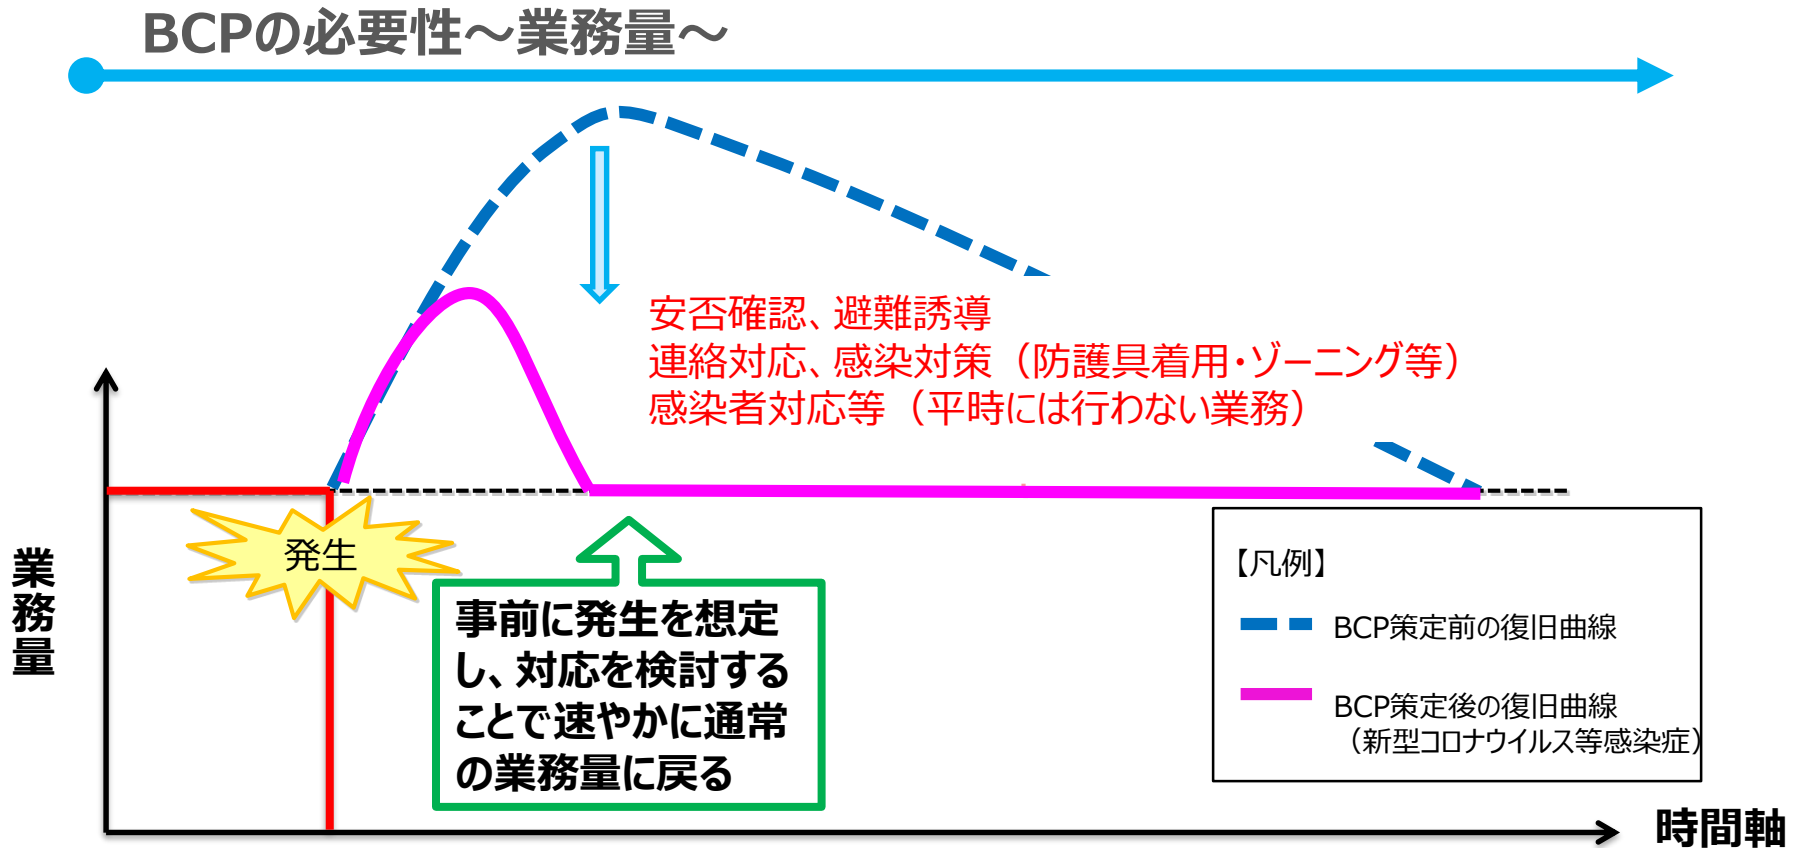 BCPの必要性～業務量～
安否確認、避難誘導
連絡対応、感染対策（防護具着用・ゾーニング等）
感染者対応等（平時には行わない業務）
発生
業務量
事前に発生を想定
し、対応を検討する
ことで速やかに通常
の業務量に戻る
【凡例】
BCP策定前の復旧曲線
BCP策定後の復旧曲線
（新型コロナウイルス等感染症）
時間軸